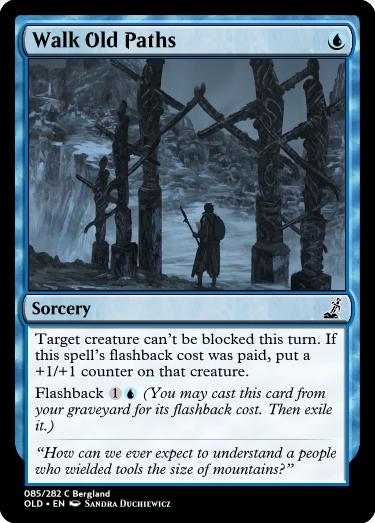 Walk Old Paths
Sorcery
Target creature can't be blocked this turn. If
this spell's flashback cost was paid, put a
+1/+1 counter on that creature.
Flashback 1 (You may cast this card from
your graveyard for its flashback cost. Then exile
it.)
"How can we ever expect to understand a people
who wielded tools the size of mountains?"
085/282 C Bergland
OLD • EN Sandra Duchiewicz